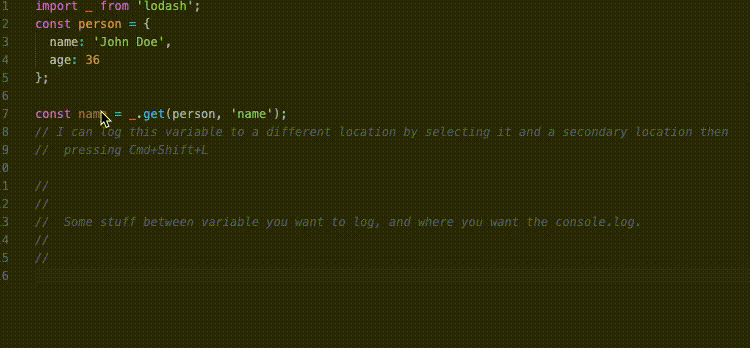 1 import _ from 'lodash';
2 const person = {
3 name: 'John Doe',
4 age: 36
5 };
6
7 const name = _.get(person, 'name');
8 // I can log this variable to a different location by selecting it and a secondary location then
9 //  pressing Cmd+Shift+L
0
1 //
2 //
3 //  Some stuff between variable you want to log, and where you want the console.log.
4 //
5 //
6